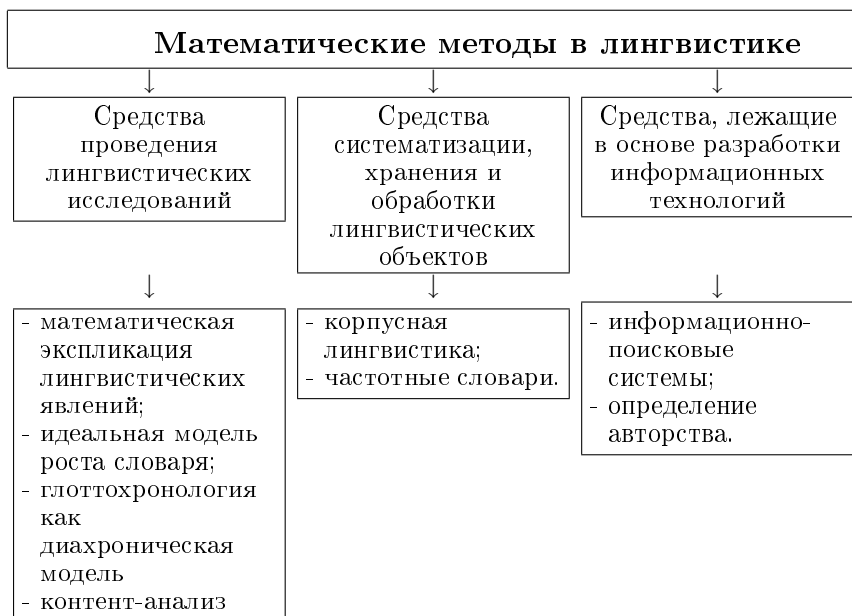 Математические методы в лингвистике
↓ ↓ ↓
Средства
проведения
лингвистических
исследований
Средства
систематизации,
хранения и
обработки
лингвистических
объектов
Средства, лежащие
в основе разработки
информационных
технологий
↓ ↓ ↓
- математическая
экспликация
лингвистических
явлений;
- идеальная модель
роста словаря;
- глоттохронология
как
диахроническая
модель
- контент-анализ
- корпусная
лингвистика;
- частотные словари.
- информационно-
поисковые
системы;
- определение
авторства.